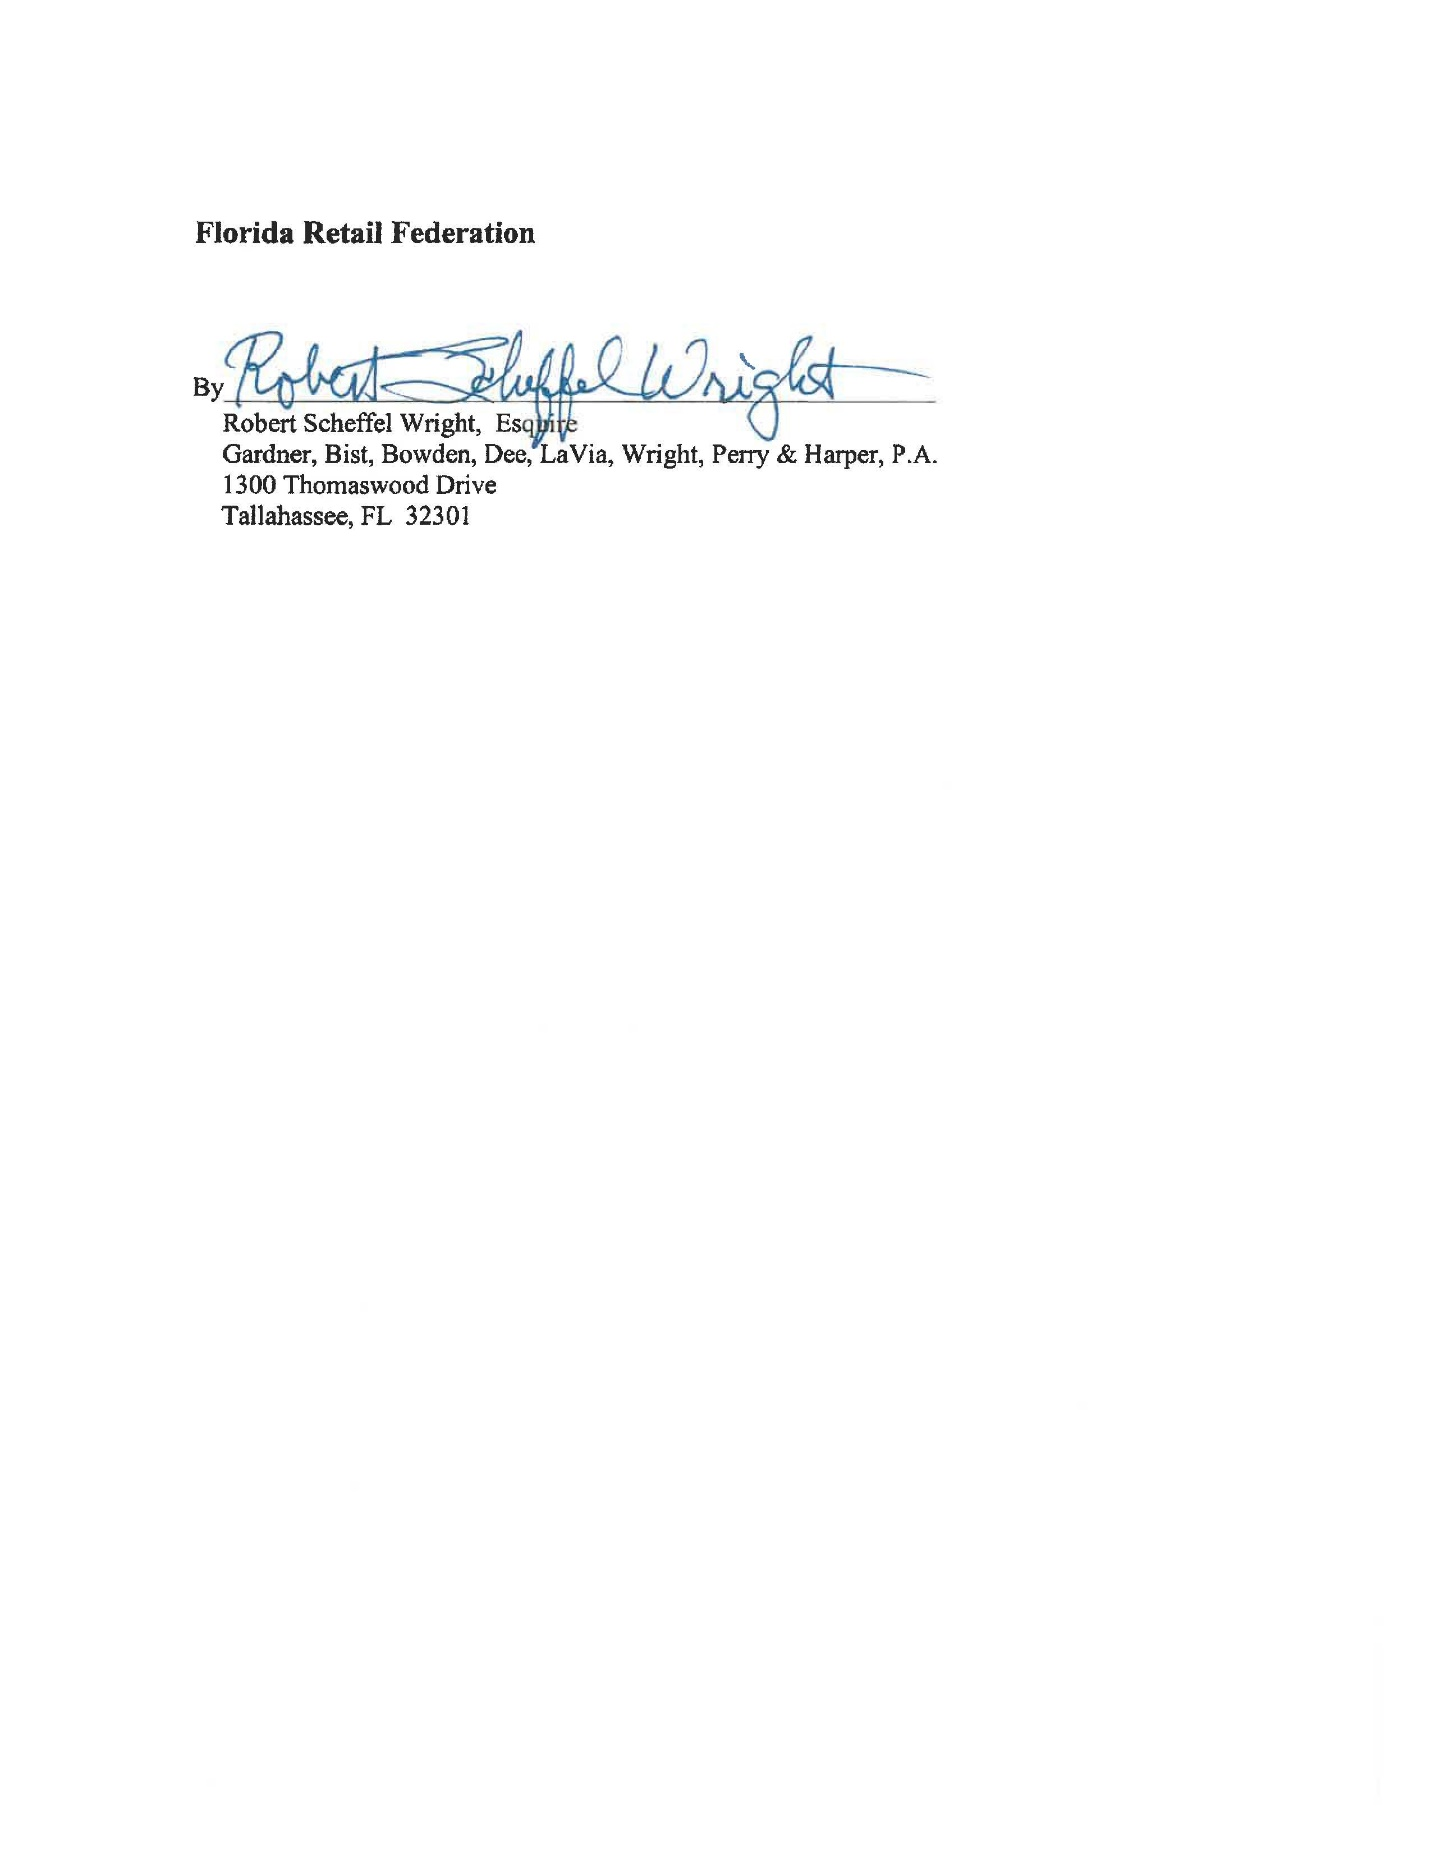 Florida Retail Federation
By Robert Scheffel Wright
Robert Scheffel Wright, Esquire
Gardner, Bist, Bowden, Dee, LaVia, Wright, Perry & Harper, P.A.
1300 Thomaswood Drive
Tallahassee, FL 32301